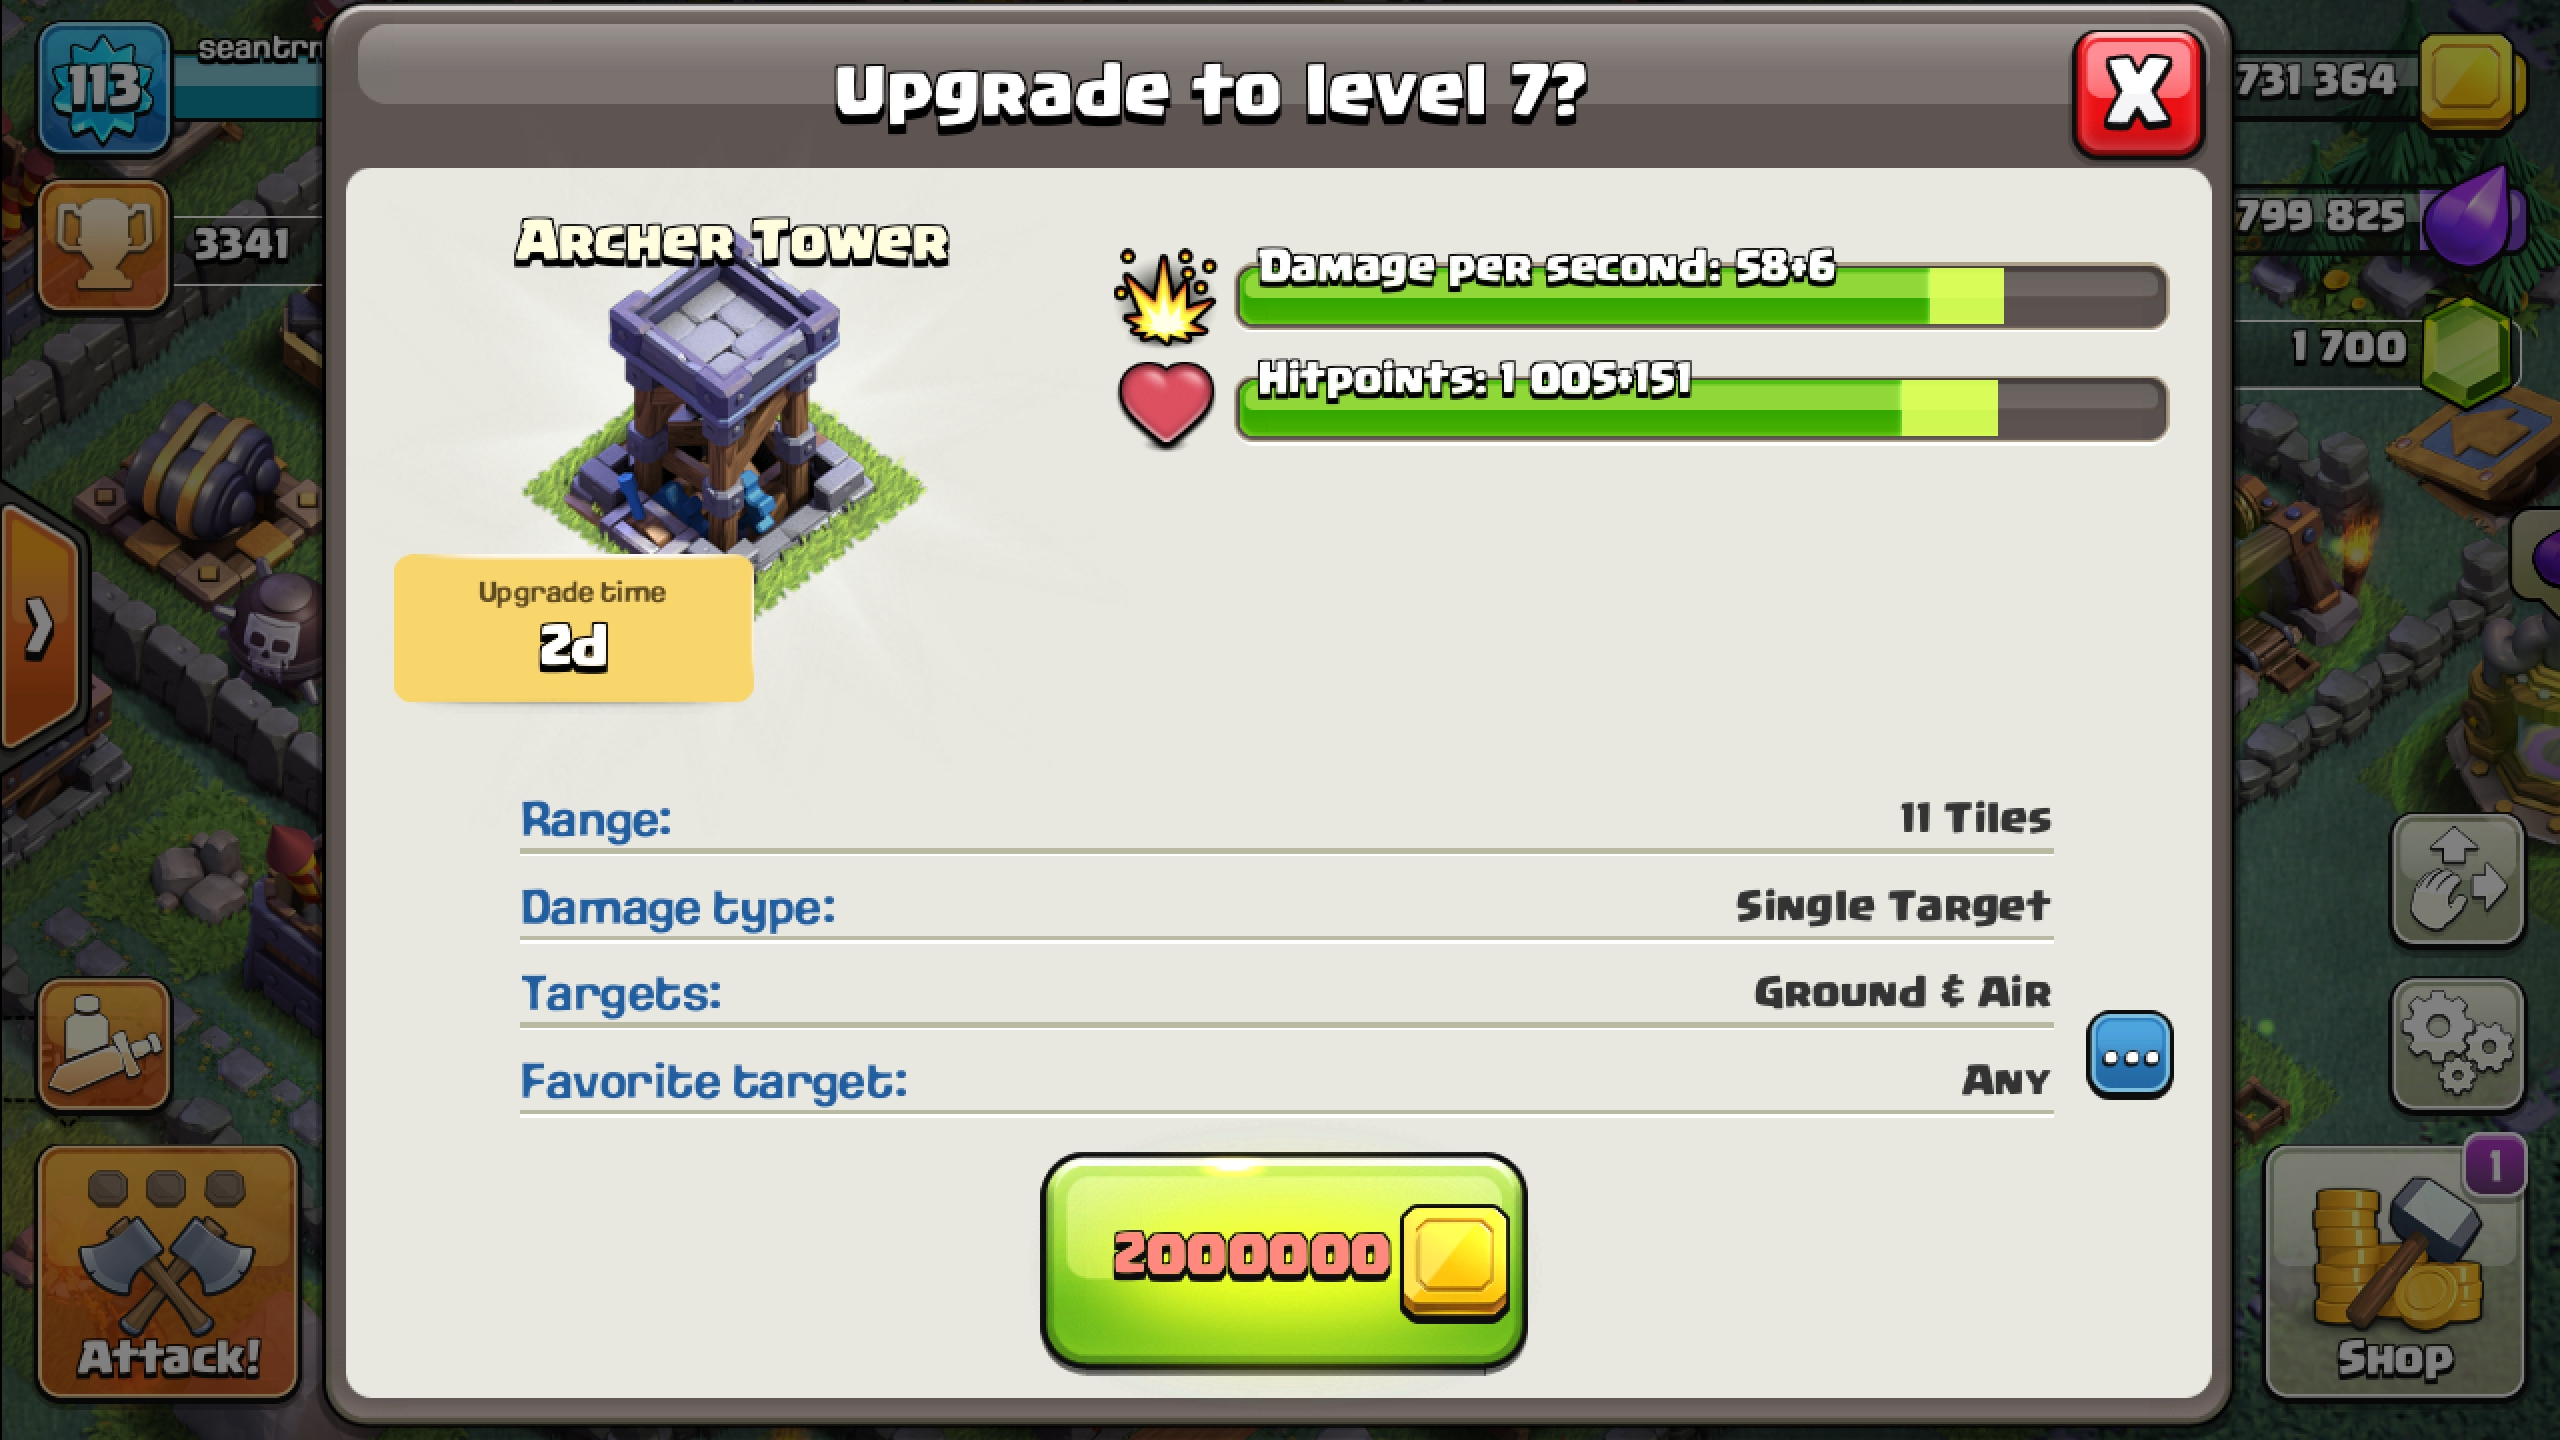 Upgrade to level 7?
X
113
seantrn
731 364
3341
799 825
1 700
Archer Tower
Damage per second: 58+6
Hitpoints: 1 005+151
Upgrade time
2d
Range: 11 Tiles
Damage type: Single Target
Targets: Ground & Air
Favorite target: Any
2000000
Attack!
1
Shop